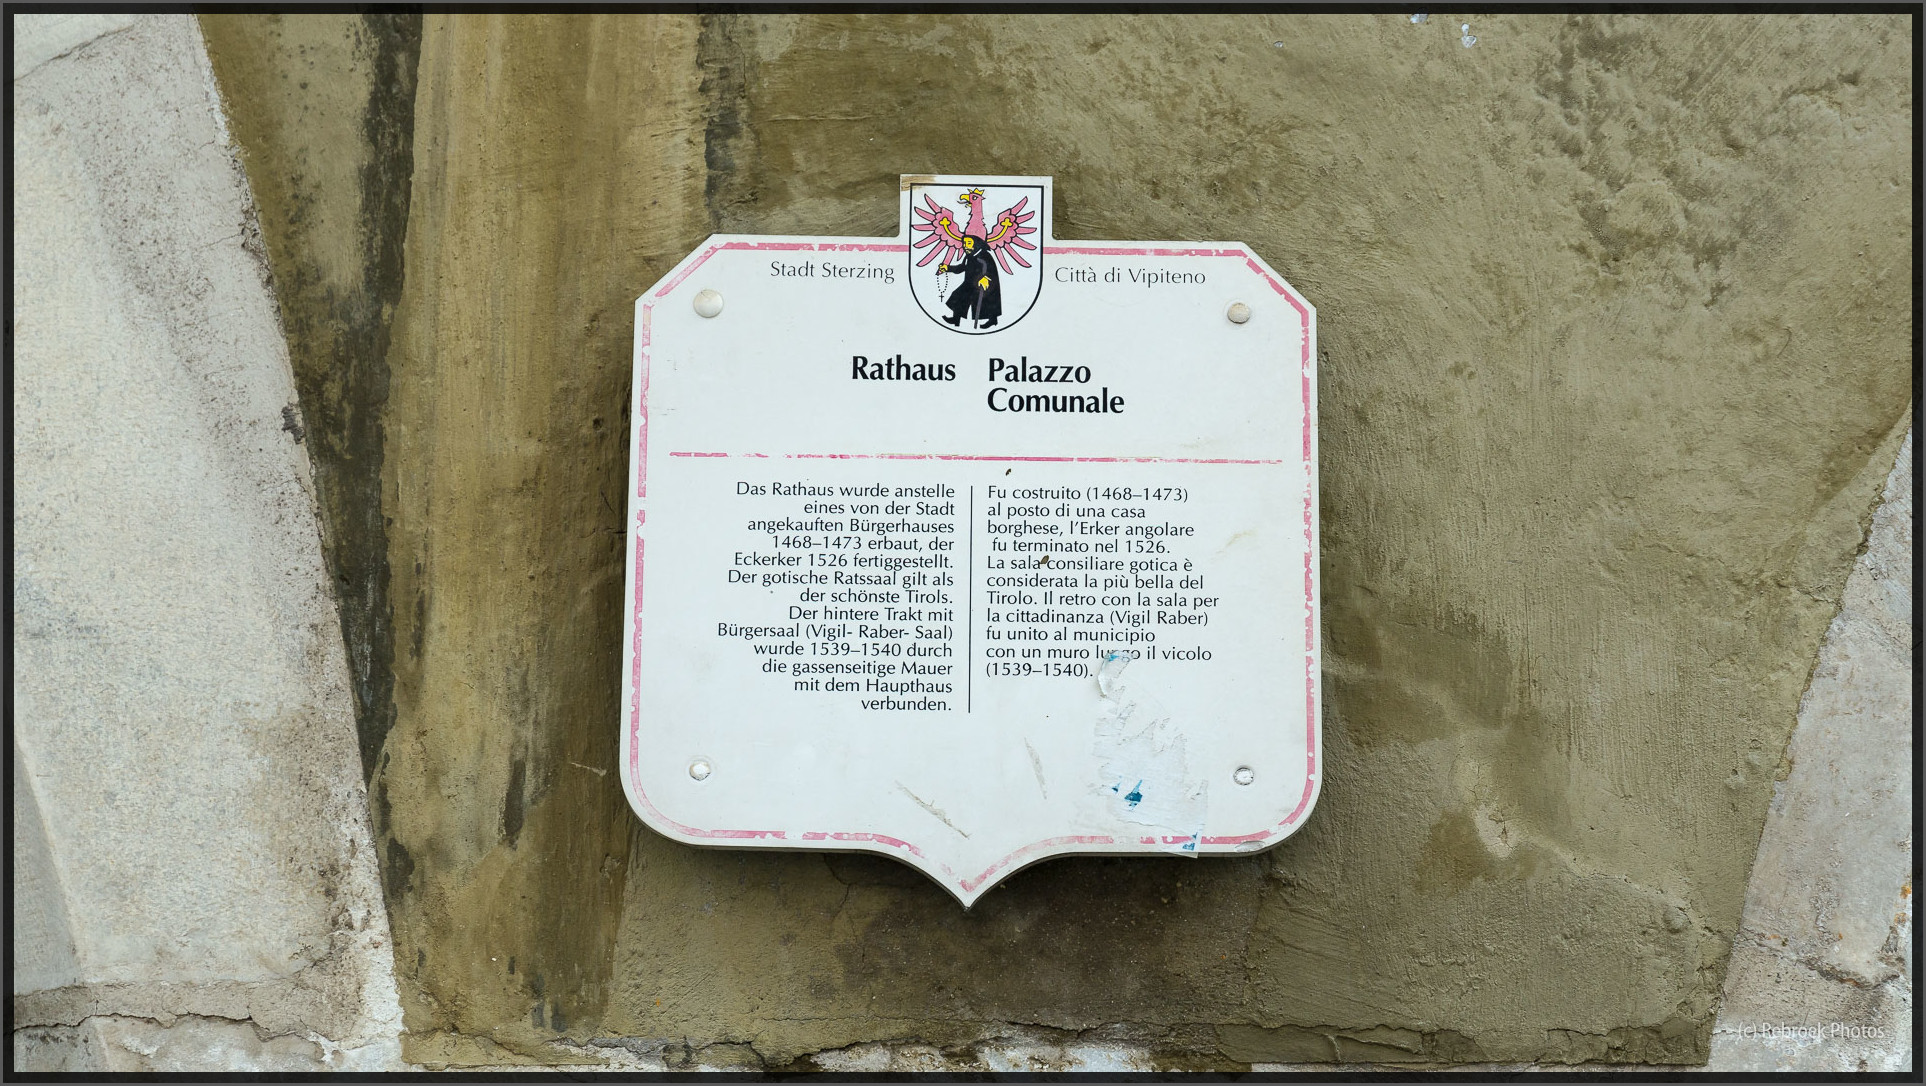 Stadt Sterzing
Città di Vipiteno
Rathaus
Palazzo
Comunale
Das Rathaus wurde anstelle
eines von der Stadt
angekauften Bürgerhauses
1468–1473 erbaut, der
Eckerker 1526 fertiggestellt.
Der gotische Ratssaal gilt als
der schönste Tirols.
Der hintere Trakt mit
Bürgersaal (Vigil- Raber- Saal)
wurde 1539–1540 durch
die gassenseitige Mauer
mit dem Haupthaus
verbunden.
Fu costruito (1468–1473)
al posto di una casa
borghese, l'Erker angolare
fu terminato nel 1526.
La sala consiliare gotica è
considerata la più bella del
Tirolo. Il retro con la sala per
la cittadinanza (Vigil Raber)
fu unito al municipio
con un muro lungo il vicolo
(1539–1540).
(c) Rebroek Photos